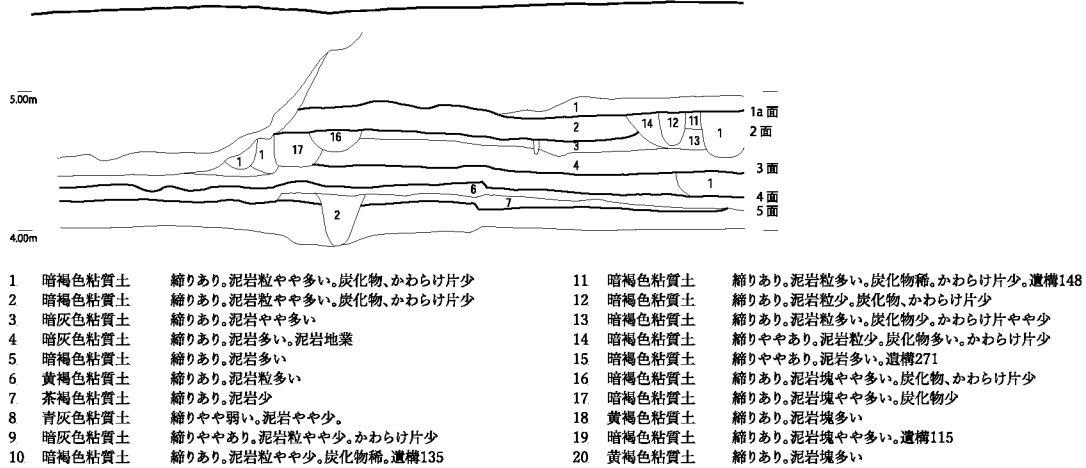 5.00m
1
1a 面
14
12
11
2
1
2 面
16
3
13
1
1
17
4
3 面
1
6
4 面
7
5 面
2
4.00m
1 暗褐色粘質土 締りあり。泥岩粒やや多い。炭化物、かわらけ片少
2 暗褐色粘質土 締りあり。泥岩粒やや多い。炭化物、かわらけ片少
3 暗灰色粘質土 締りあり。泥岩やや多い
4 暗灰色粘質土 締りあり。泥岩多い。泥岩地業
5 暗褐色粘質土 締りあり。泥岩多い
6 黄褐色粘質土 締りあり。泥岩粒多い
7 茶褐色粘質土 締りあり。泥岩少
8 青灰色粘質土 締りやや弱い。泥岩やや少。
9 暗灰色粘質土 締りややあり。泥岩粒やや少。かわらけ片少
10 暗褐色粘質土 締りあり。泥岩粒やや少。炭化物稀。遺構135
11 暗褐色粘質土 締りあり。泥岩粒多い。炭化物稀。かわらけ片少。遺構148
12 暗褐色粘質土 締りあり。泥岩粒少。炭化物、かわらけ片少
13 暗褐色粘質土 締りあり。泥岩粒多い。炭化物少。かわらけ片やや少
14 暗褐色粘質土 締りややあり。泥岩粒少。炭化物多い。かわらけ片少
15 暗褐色粘質土 締りややあり。泥岩多い。遺構271
16 暗褐色粘質土 締りあり。泥岩塊やや多い。炭化物、かわらけ片少
17 暗褐色粘質土 締りあり。泥岩塊やや多い。炭化物少
18 黄褐色粘質土 締りあり。泥岩塊多い
19 暗褐色粘質土 締りあり。泥岩塊やや多い。遺構115
20 黄褐色粘質土 締りあり。泥岩塊多い